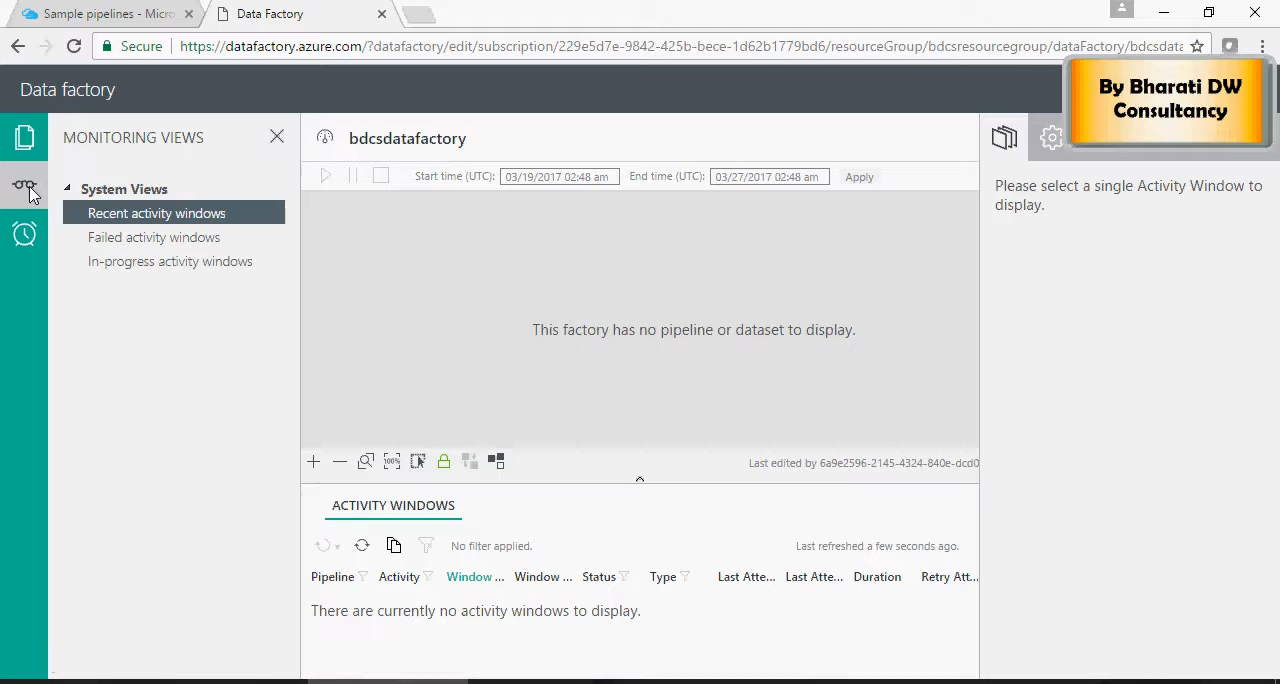 Sample pipelines - Micro
Data Factory
Secure
https://datafactory.azure.com/?datafactory/edit/subscription/229e5d7e-9842-425b-bece-1d62b1779bd6/resourceGroup/bdcsresourcegroup/dataFactory/bdcsdata
Data factory
By Bharati DW
Consultancy
MONITORING VIEWS
bdcsdatafactory
Start time (UTC):
03/19/2017 02:48 am
End time (UTC):
03/27/2017 02:48 am
Apply
System Views
Recent activity windows
Failed activity windows
In-progress activity windows
Please select a single Activity Window to
display.
This factory has no pipeline or dataset to display.
100%
Last edited by 6a9e2596-2145-4324-840e-dcd0
ACTIVITY WINDOWS
No filter applied.
Last refreshed a few seconds ago.
Pipeline
Activity
Window ...
Window ...
Status
Type
Last Atte...
Last Atte...
Duration
Retry Att...
There are currently no activity windows to display.